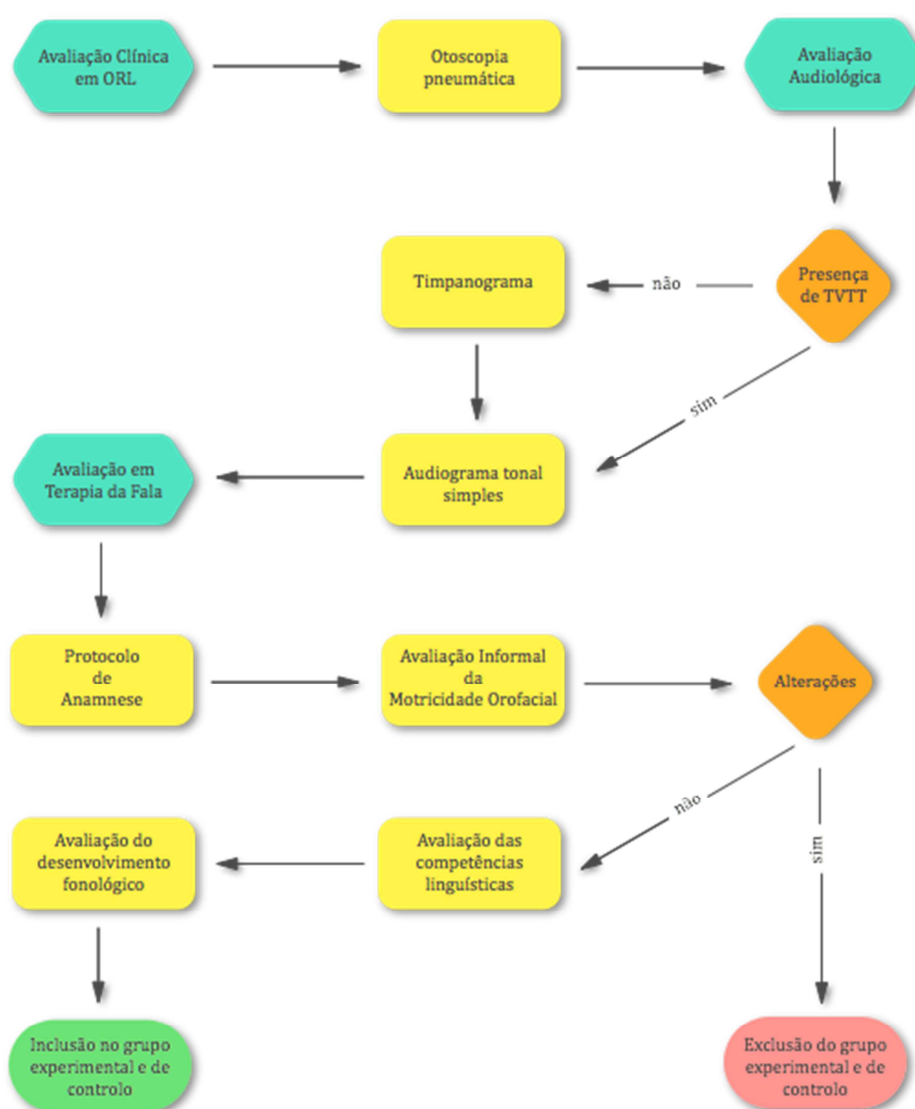 Avaliação Clínica
em ORL
Otoscopia
pneumática
Avaliação
Audiológica
Timpanograma
não
Presença
de TVTT
sim
Avaliação em
Terapia da Fala
Audiograma tonal
simples
Protocolo
de
Anamnese
Avaliação Informal
da
Motricidade Orofacial
Alterações
não
sim
Avaliação do
desenvolvimento
fonológico
Avaliação das
competências
linguísticas
Inclusão no grupo
experimental e de
controlo
Exclusão do grupo
experimental e de
controlo